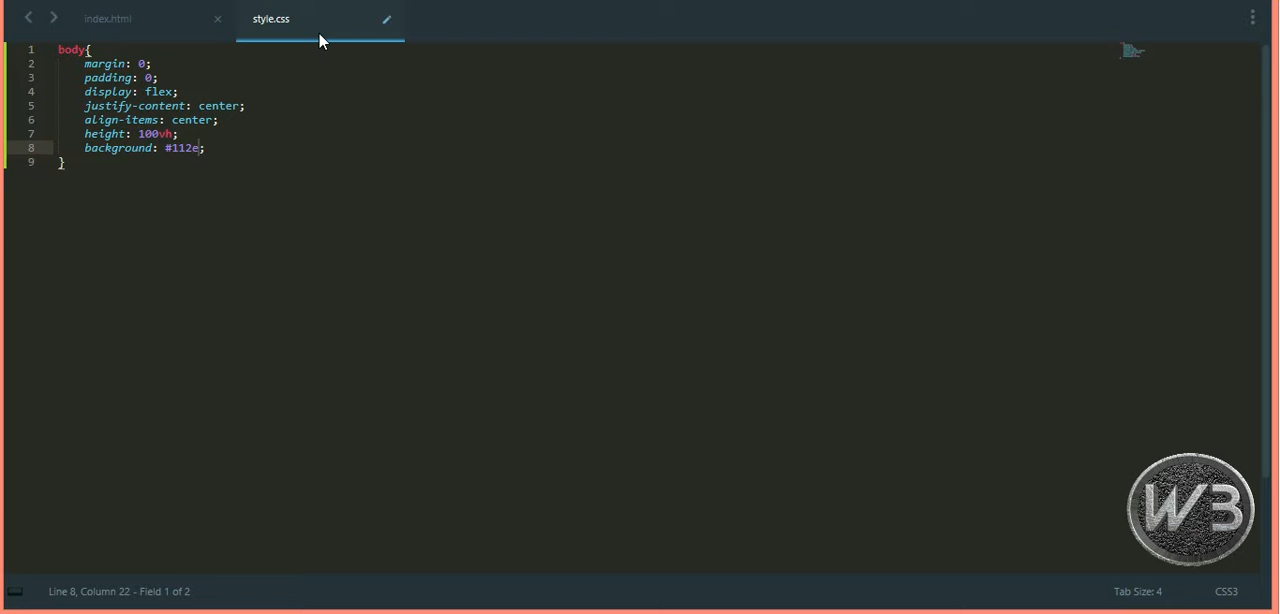 index.html
style.css
1 body{
2 margin: 0;
3 padding: 0;
4 display: flex;
5 justify-content: center;
6 align-items: center;
7 height: 100vh;
8 background: #112e;
9 }
W3
Line 8, Column 22 - Field 1 of 2
Tab Size: 4
CSS3